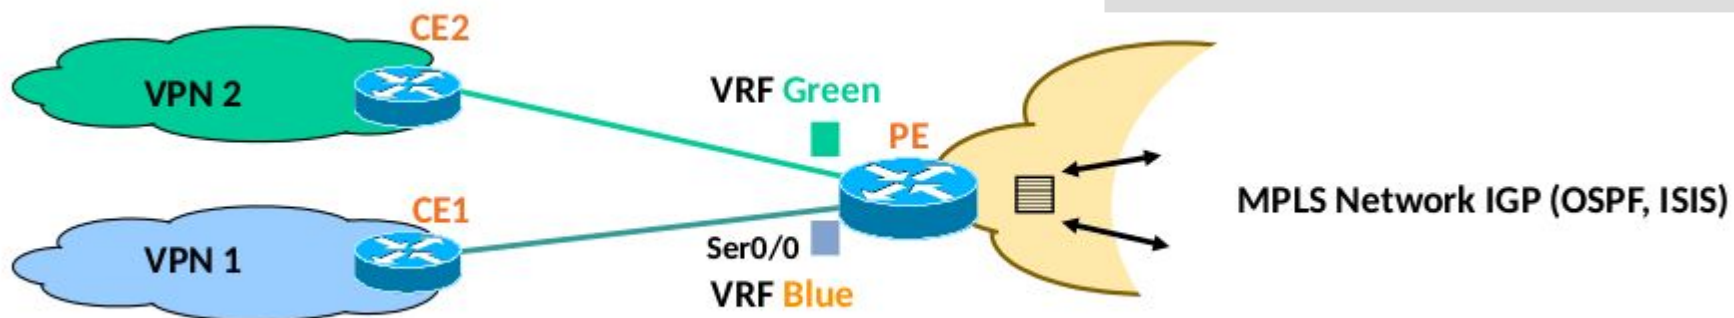 CE2
VPN 2
VRF Green
PE
MPLS Network IGP (OSPF, ISIS)
CE1
VPN 1
Ser0/0
VRF Blue